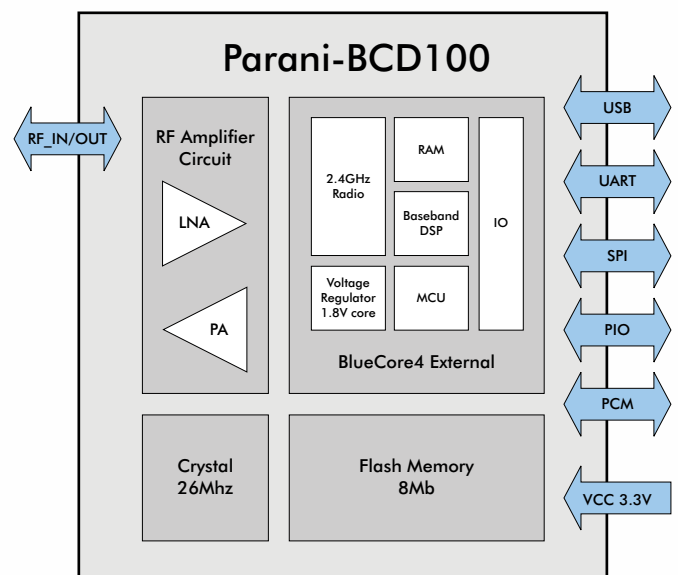 Parani-BCD100
RF_IN/OUT
RF Amplifier
Circuit
LNA
PA
2.4GHz
Radio
RAM
Baseband
DSP
IO
Voltage
Regulator
1.8V core
MCU
BlueCore4 External
Crystal
26Mhz
Flash Memory
8Mb
USB
UART
SPI
PIO
PCM
VCC 3.3V